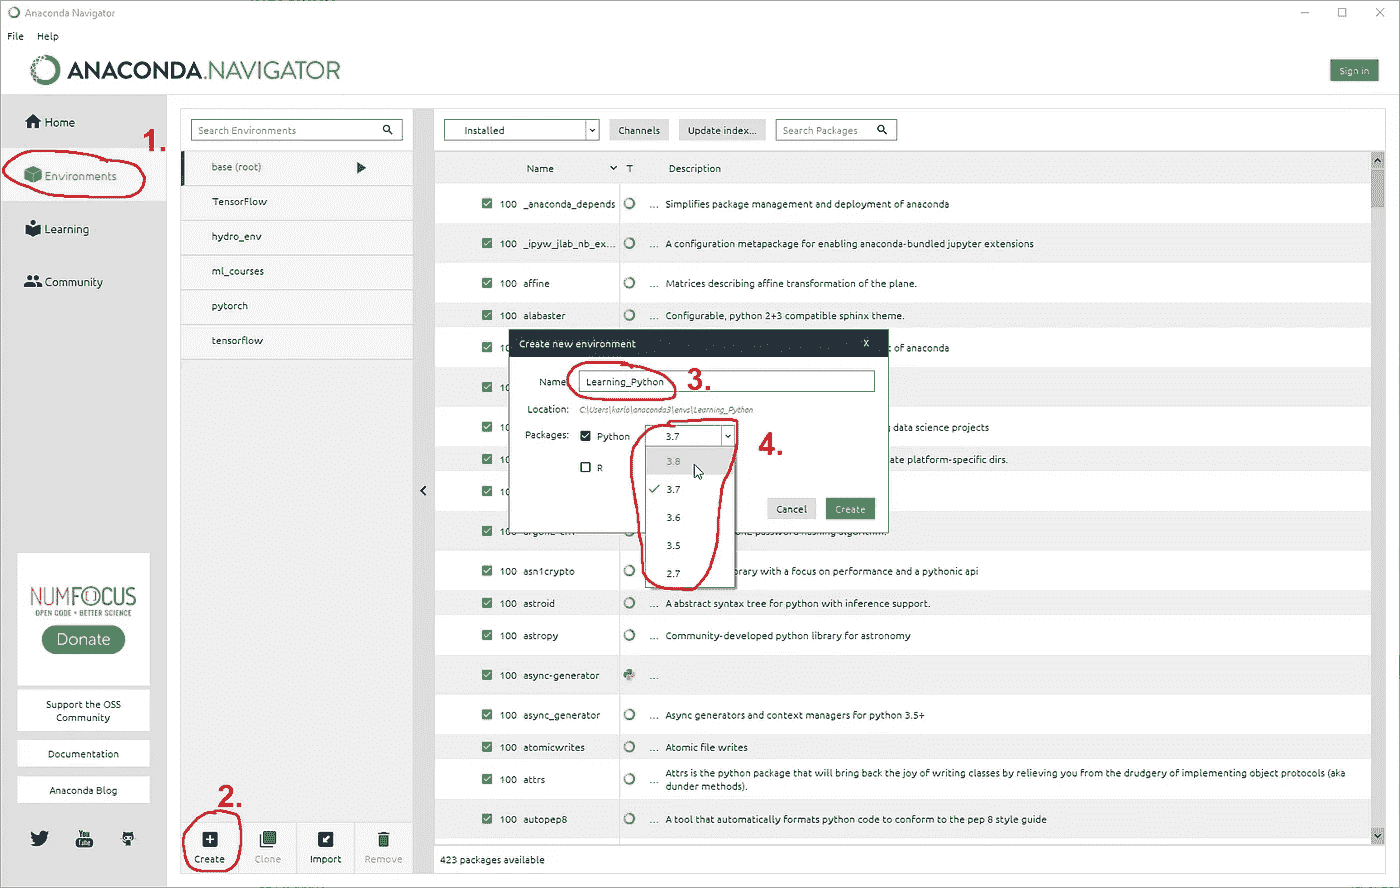 Anaconda Navigator
File Help
ANACONDA.NAVIGATOR
Sign in
Home
1.
Environments
Learning
Community
NUMFOCUS
OPEN CODE = BETTER SCIENCE
Donate
Support the OSS
Community
Documentation
Anaconda Blog
You
Tube
Search Environments
base (root)
TensorFlow
hydro_env
ml_courses
pytorch
tensorflow
2.
Create Clone Import Remove
Installed Channels Update index... Search Packages
Name T Description
100 _anaconda_depends ... Simplifies package management and deployment of anaconda
100 _ipyw_jlab_nb_ex... ... A configuration metapackage for enabling anaconda-bundled jupyter extensions
100 affine ... Matrices describing affine transformation of the plane.
100 alabaster ... Configurable, python 2+3 compatible sphinx theme.
of anaconda
data science projects
platform-specific dirs.
Create new environment X
Name Learning_Python 3.
Location: C:\Users\karlo\anaconda3\envs\Learning_Python
Packages: Python 3.7 4.
R
3.8
3.7
3.6
3.5
2.7
Cancel Create
100 asn1crypto with a focus on performance and a pythonic api
100 astroid ... A abstract syntax tree for python with inference support.
100 astropy ... Community-developed python library for astronomy
100 async-generator ...
100 async_generator ... Async generators and context managers for python 3.5+
100 atomicwrites ... Atomic file writes
100 attrs ... Attrs is the python package that will bring back the joy of writing classes by relieving you from the drudgery of implementing object protocols (aka
dunder methods).
100 autopep8 ... A tool that automatically formats python code to conform to the pep 8 style guide
423 packages available